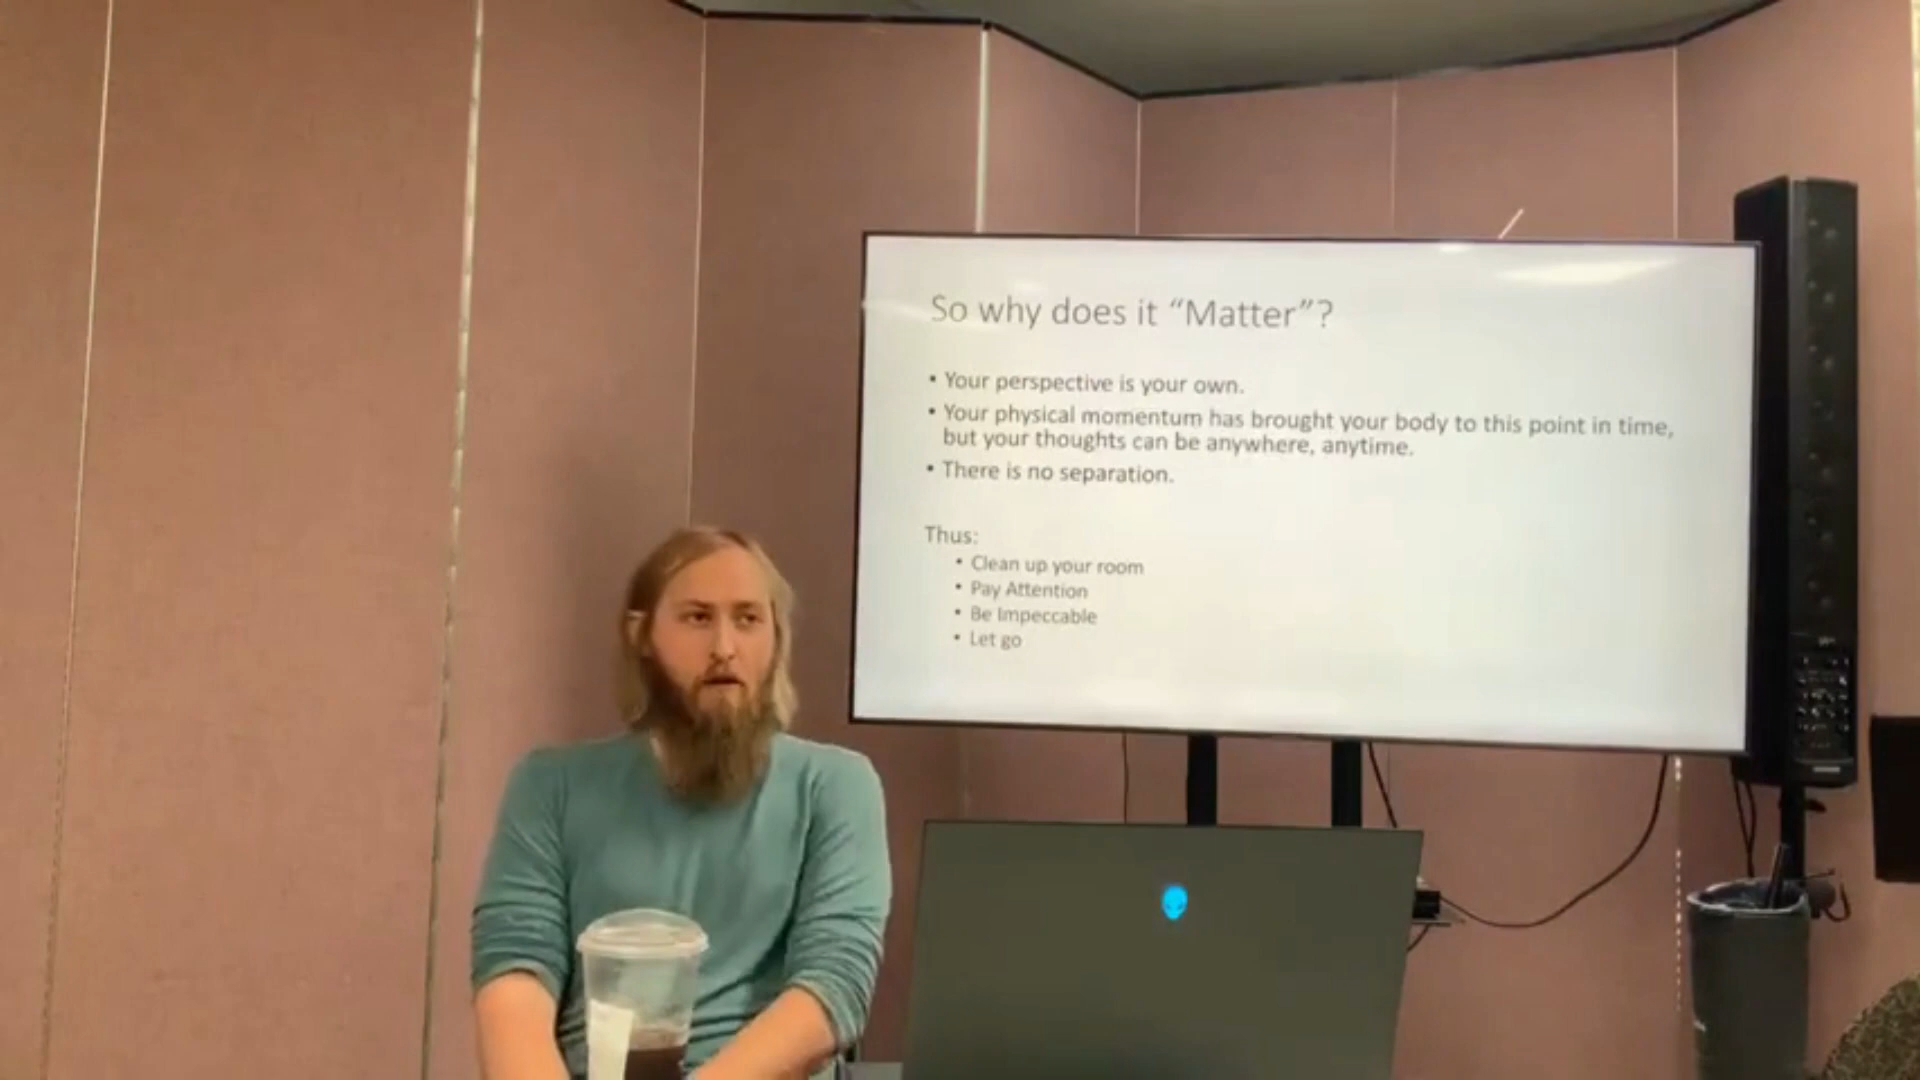 So why does it “Matter”?
• Your perspective is your own.
• Your physical momentum has brought your body to this point in time,
but your thoughts can be anywhere, anytime.
• There is no separation.
Thus:
• Clean up your room
• Pay Attention
• Be Impeccable
• Let go